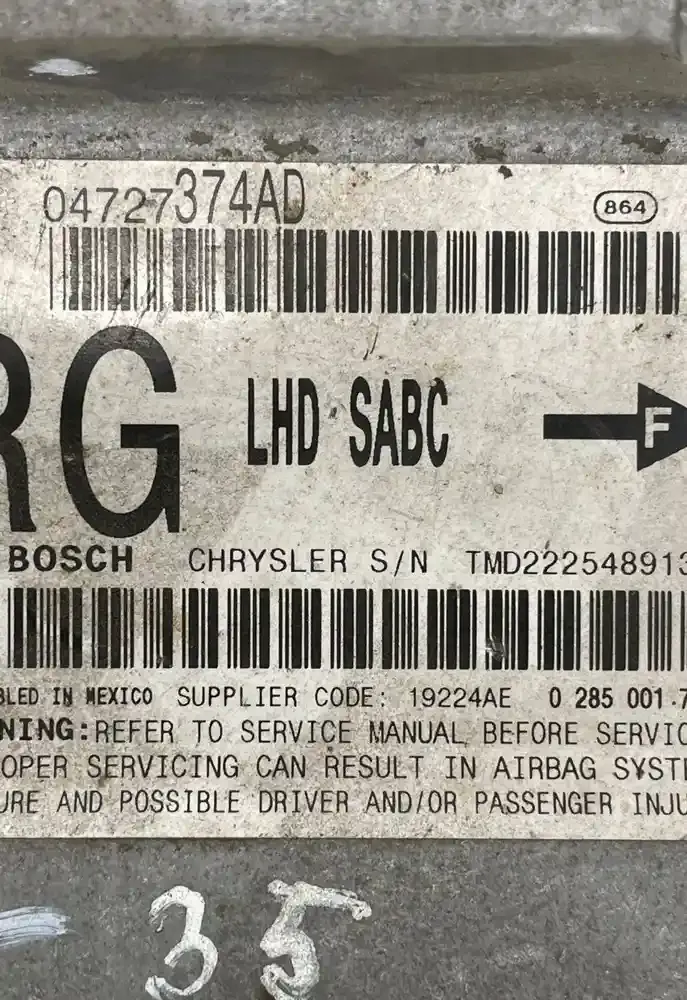 04727374AD
864
RG LHD SABC F
BOSCH CHRYSLER S/N TMD22254891
BLED IN MEXICO SUPPLIER CODE: 19224AE 0 285 001.7
NING:REFER TO SERVICE MANUAL BEFORE SERVIC
OPER SERVICING CAN RESULT IN AIRBAG SYST
URE AND POSSIBLE DRIVER AND/OR PASSENGER INJU
35